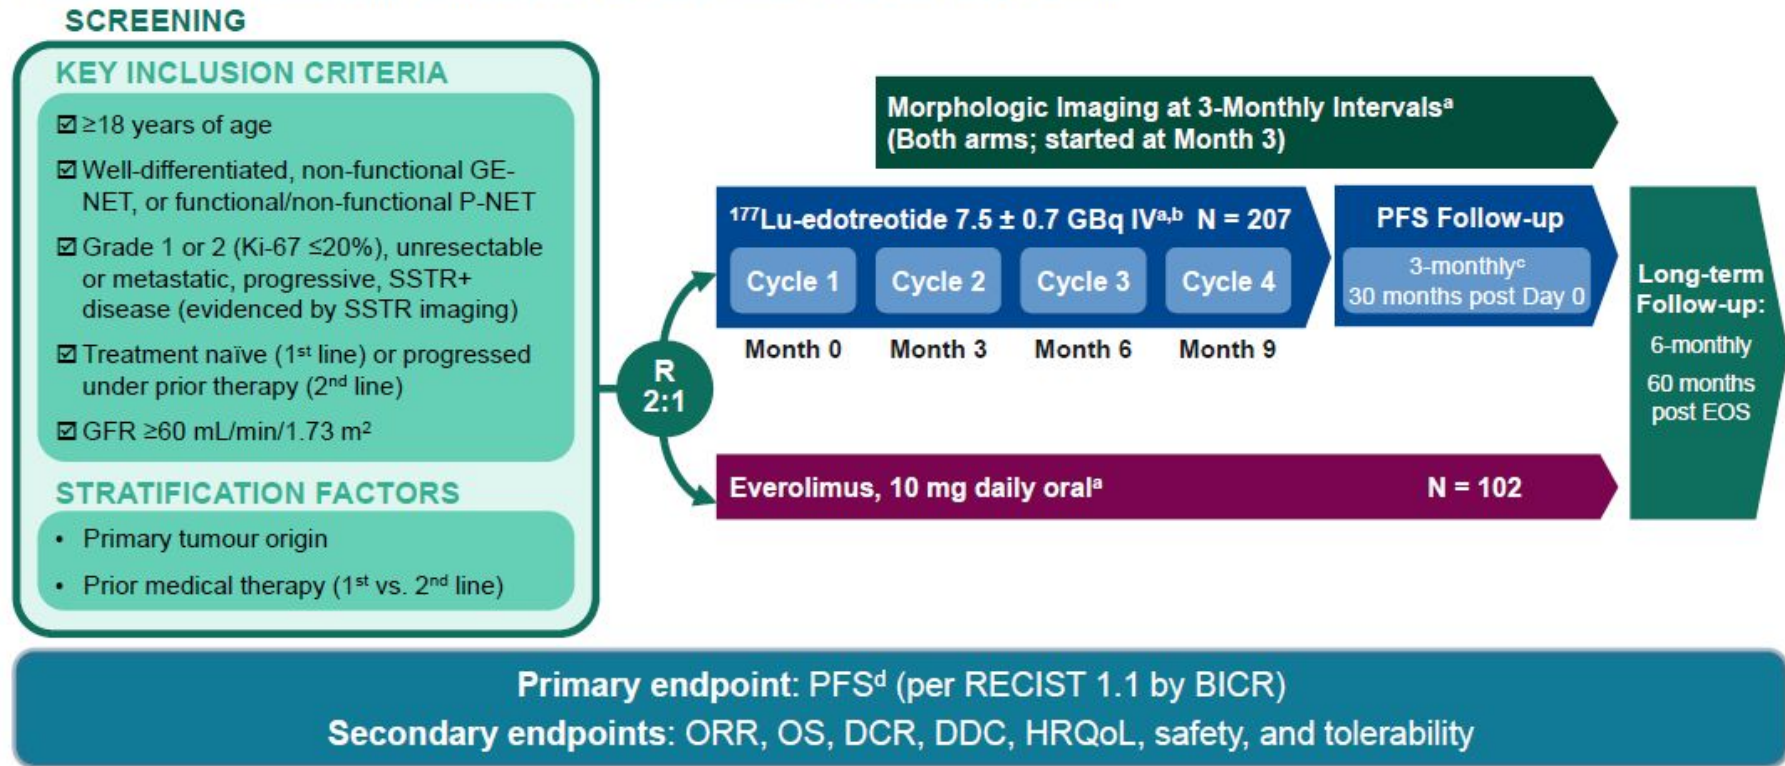 SCREENING
KEY INCLUSION CRITERIA
☑ ≥18 years of age
☑ Well-differentiated, non-functional GE-
NET, or functional/non-functional P-NET
☑ Grade 1 or 2 (Ki-67 ≤20%), unresectable
or metastatic, progressive, SSTR+
disease (evidenced by SSTR imaging)
☑ Treatment naïve (1st line) or progressed
under prior therapy (2nd line)
☑ GFR ≥60 mL/min/1.73 m²
STRATIFICATION FACTORS
• Primary tumour origin
• Prior medical therapy (1st vs. 2nd line)
R
2:1
Morphologic Imaging at 3-Monthly Intervalsᵃ
(Both arms; started at Month 3)
¹⁷⁷Lu-edotreotide 7.5 ± 0.7 GBq IVᵃ,ᵇ N = 207
Cycle 1 Cycle 2 Cycle 3 Cycle 4
Month 0 Month 3 Month 6 Month 9
PFS Follow-up
3-monthlyᶜ
30 months post Day 0
Everolimus, 10 mg daily oralᵃ N = 102
Long-term
Follow-up:
6-monthly
60 months
post EOS
Primary endpoint: PFSᵈ (per RECIST 1.1 by BICR)
Secondary endpoints: ORR, OS, DCR, DDC, HRQoL, safety, and tolerability